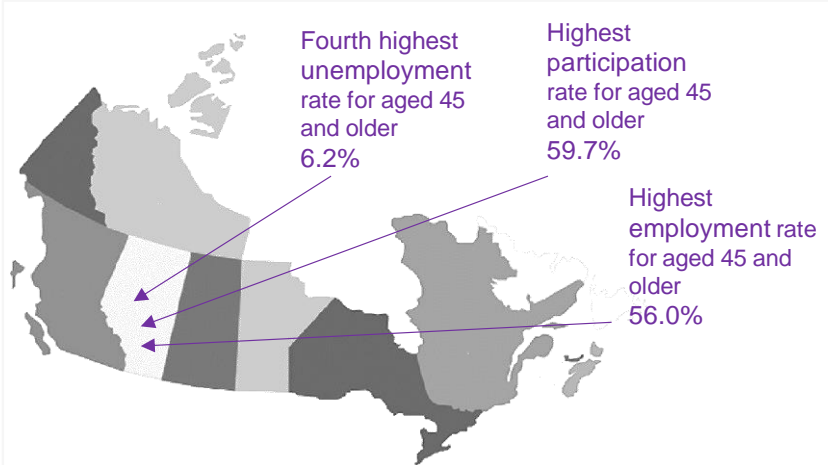 Fourth highest
unemployment
rate for aged 45
and older
6.2%
Highest
participation
rate for aged 45
and older
59.7%
Highest
employment rate
for aged 45 and
older
56.0%